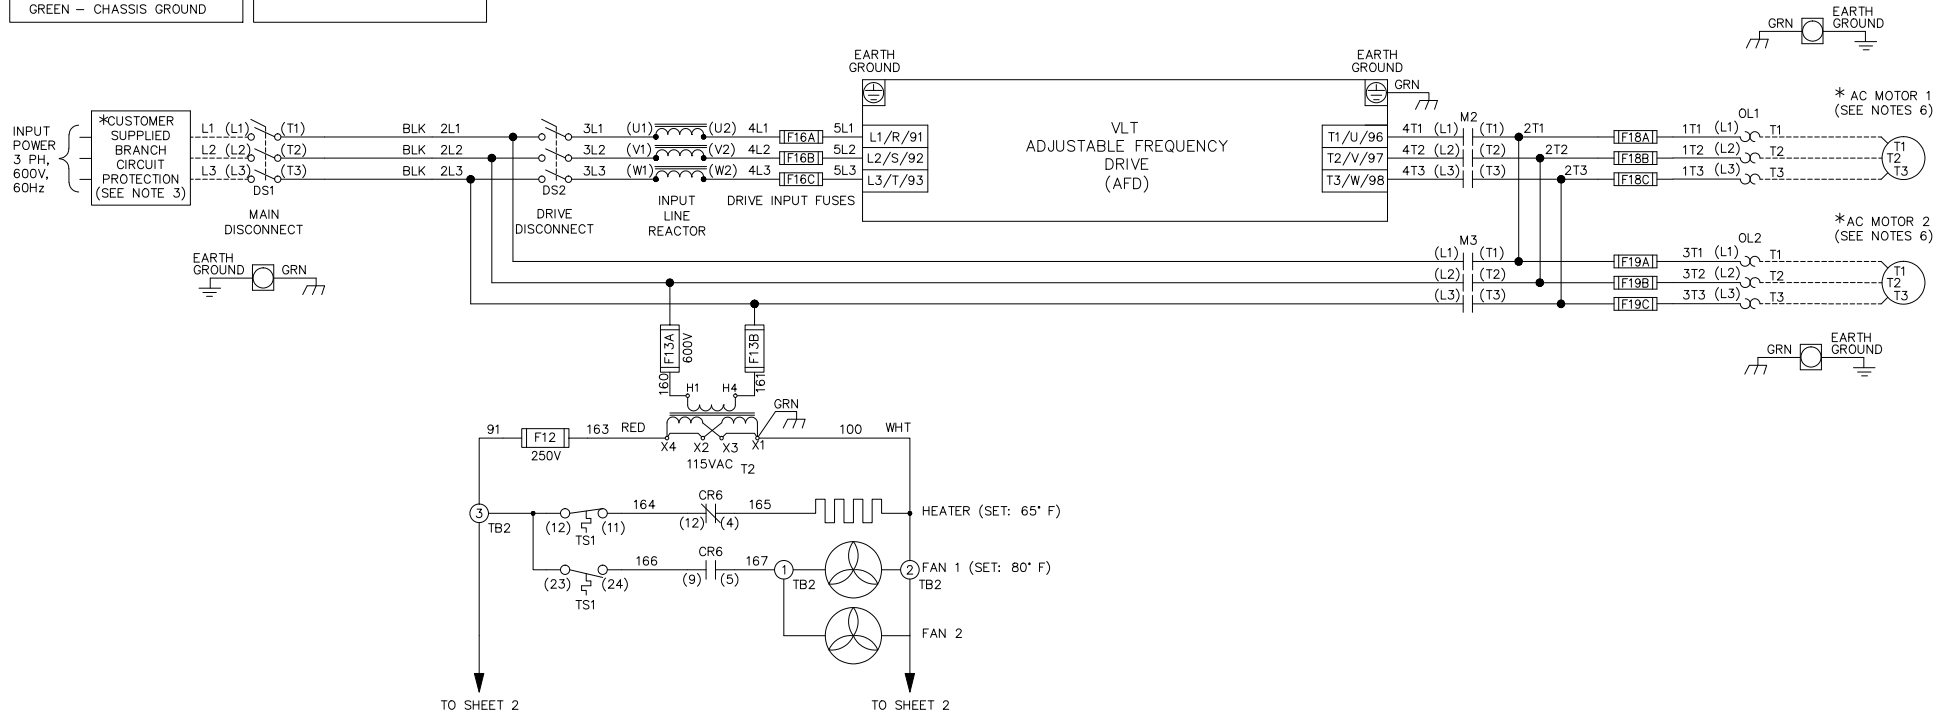 GREEN – CHASSIS GROUND
INPUT
POWER
3 PH,
600V,
60Hz
*CUSTOMER
SUPPLIED
BRANCH
CIRCUIT
PROTECTION
(SEE NOTE 3)
L1 (L1) (T1) BLK 2L1
L2 (L2) (T2) BLK 2L2
L3 (L3) (T3) BLK 2L3
DS1
MAIN
DISCONNECT
EARTH
GROUND GRN
DS2
DRIVE
DISCONNECT
3L1 (U1) (U2) 4L1 F16A 5L1
3L2 (V1) (V2) 4L2 F16B 5L2
3L3 (W1) (W2) 4L3 F16C 5L3
INPUT
LINE
REACTOR
DRIVE INPUT FUSES
EARTH
GROUND
L1/R/91
L2/S/92
L3/T/93
VLT
ADJUSTABLE FREQUENCY
DRIVE
(AFD)
EARTH
GROUND
GRN
T1/U/96
T2/V/97
T3/W/98
M2
4T1 (L1) (T1) 2T1
4T2 (L2) (T2) 2T2
4T3 (L3) (T3) 2T3
F18A 1T1 (L1) T1
F18B 1T2 (L2) T2
F18C 1T3 (L3) T3
OL1
GRN EARTH
GROUND
* AC MOTOR 1
(SEE NOTES 6)
T1
T2
T3
M3
(L1) (T1)
(L2) (T2)
(L3) (T3)
F19A 3T1 (L1) T1
F19B 3T2 (L2) T2
F19C 3T3 (L3) T3
OL2
*AC MOTOR 2
(SEE NOTES 6)
T1
T2
T3
GRN EARTH
GROUND
F13A
600V
F13B
160
161
H1 H4
GRN
91 F12 163 RED
250V
X4 X2 X3 X1
100 WHT
115VAC T2
3
TB2
(12) (11)
TS1
164 CR6 165
(12) (4)
HEATER (SET: 65° F)
(23) (24)
TS1
166 CR6 167
(9) (5)
1
TB2
2
TB2
FAN 1 (SET: 80° F)
FAN 2
TO SHEET 2
TO SHEET 2